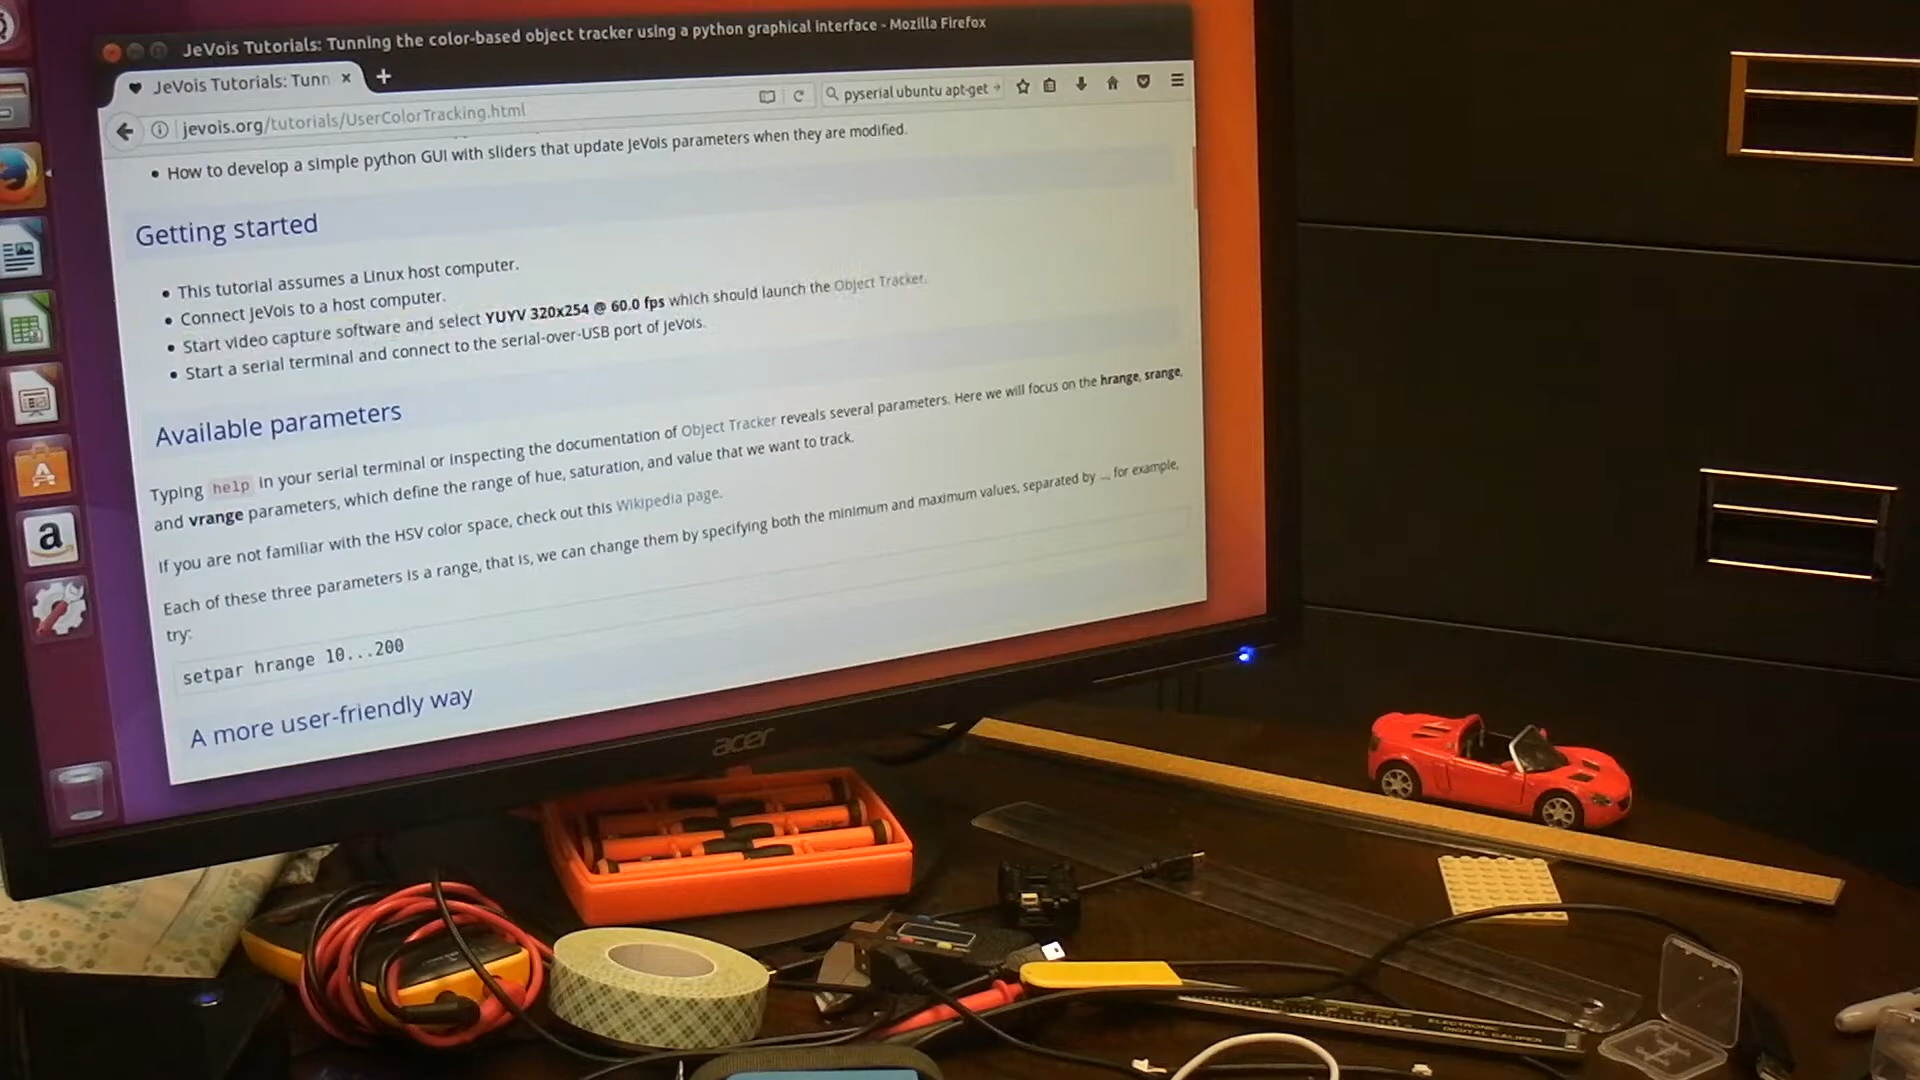 JeVois Tutorials: Tunning the color-based object tracker using a python graphical interface - Mozilla Firefox
JeVois Tutorials: Tunn
jevois.org/tutorials/UserColorTracking.html
pyserial ubuntu apt-get
• How to develop a simple python GUI with sliders that update JeVois parameters when they are modified.
Getting started
• This tutorial assumes a Linux host computer.
• Connect JeVois to a host computer.
• Start video capture software and select YUYV 320x254 @ 60.0 fps which should launch the Object Tracker.
• Start a serial terminal and connect to the serial-over-USB port of JeVois.
Available parameters
Typing help in your serial terminal or inspecting the documentation of Object Tracker reveals several parameters. Here we will focus on the hrange, srange,
and vrange parameters, which define the range of hue, saturation, and value that we want to track.
If you are not familiar with the HSV color space, check out this Wikipedia page.
Each of these three parameters is a range, that is, we can change them by specifying both the minimum and maximum values, separated by ..., for example,
try:
setpar hrange 10...200
A more user-friendly way
acer
ELECTRONIC
DIGITAL CALIPER